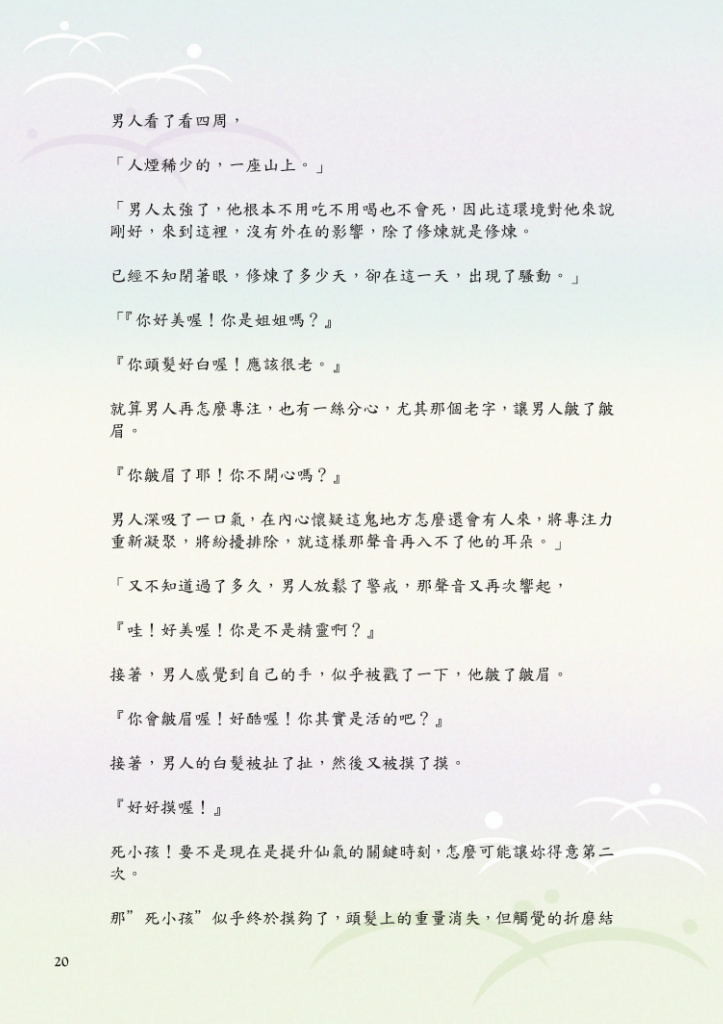 男人看了看四周，
「人煙稀少的，一座山上。」
「男人太強了，他根本不用吃不用喝也不會死，因此這環境對他來說
剛好，來到這裡，沒有外在的影響，除了修煉就是修煉。
已經不知閉著眼，修煉了多少天，卻在這一天，出現了騷動。」
「『你好美喔！你是姐姐嗎？』
『你頭髮好白喔！應該很老。』
就算男人再怎麼專注，也有一絲分心，尤其那個老字，讓男人皺了皺
眉。
『你皺眉了耶！你不開心嗎？』
男人深吸了一口氣，在內心懷疑這鬼地方怎麼還會有人來，將專注力
重新凝聚，將紛擾排除，就這樣那聲音再入不了他的耳朵。」
「又不知道過了多久，男人放鬆了警戒，那聲音又再次響起，
『哇！好美喔！你是不是精靈啊？』
接著，男人感覺到自己的手，似乎被戳了一下，他皺了皺眉。
『你會皺眉喔！好酷喔！你其實是活的吧？』
接著，男人的白髮被扯了扯，然後又被摸了摸。
『好好摸喔！』
死小孩！要不是現在是提升仙氣的關鍵時刻，怎麼可能讓妳得意第二
次。
那”死小孩”似乎終於摸夠了，頭髮上的重量消失，但觸覺的折磨結
20